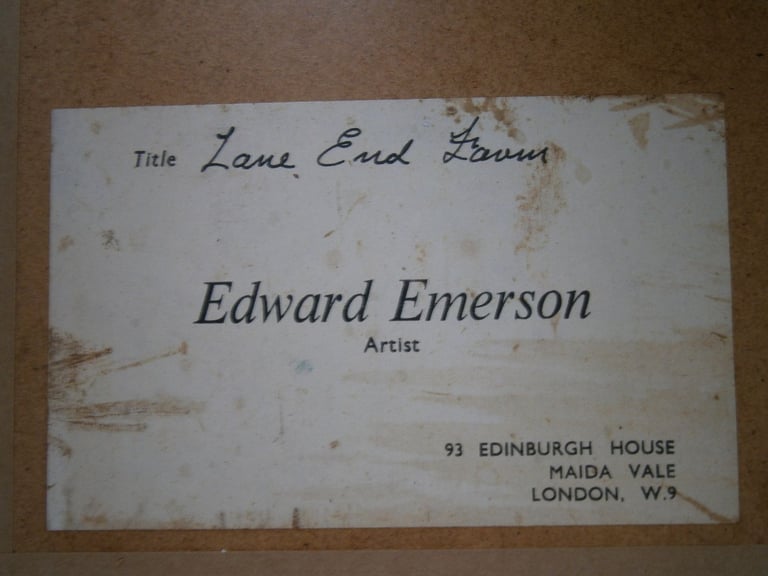 Title Lane End Farm
Edward Emerson
Artist
93 EDINBURGH HOUSE
MAIDA VALE
LONDON, W.9